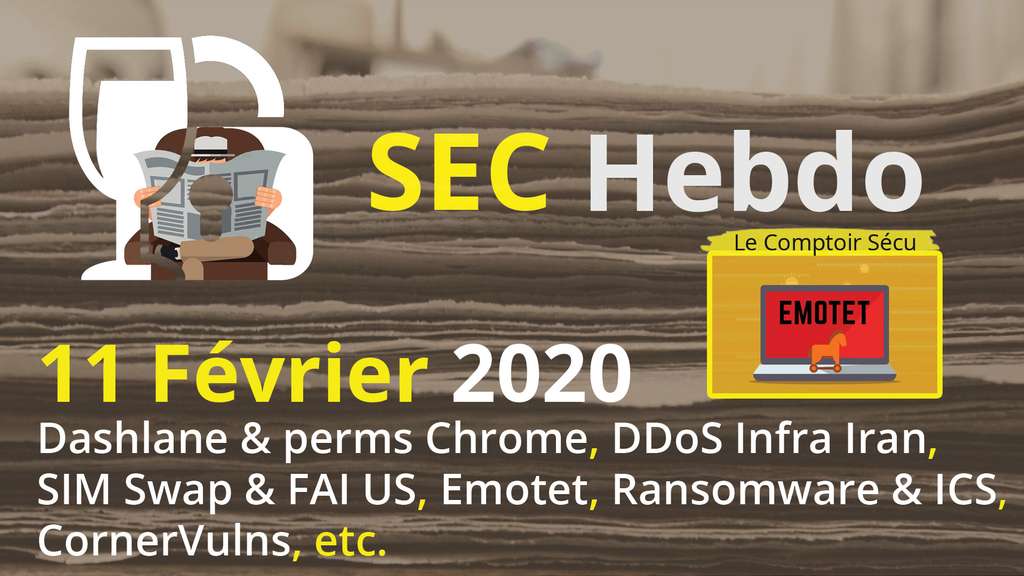 SEC Hebdo
Le Comptoir Sécu
EMOTET
11 Février 2020
Dashlane & perms Chrome, DDoS Infra Iran,
SIM Swap & FAI US, Emotet, Ransomware & ICS,
CornerVulns, etc.